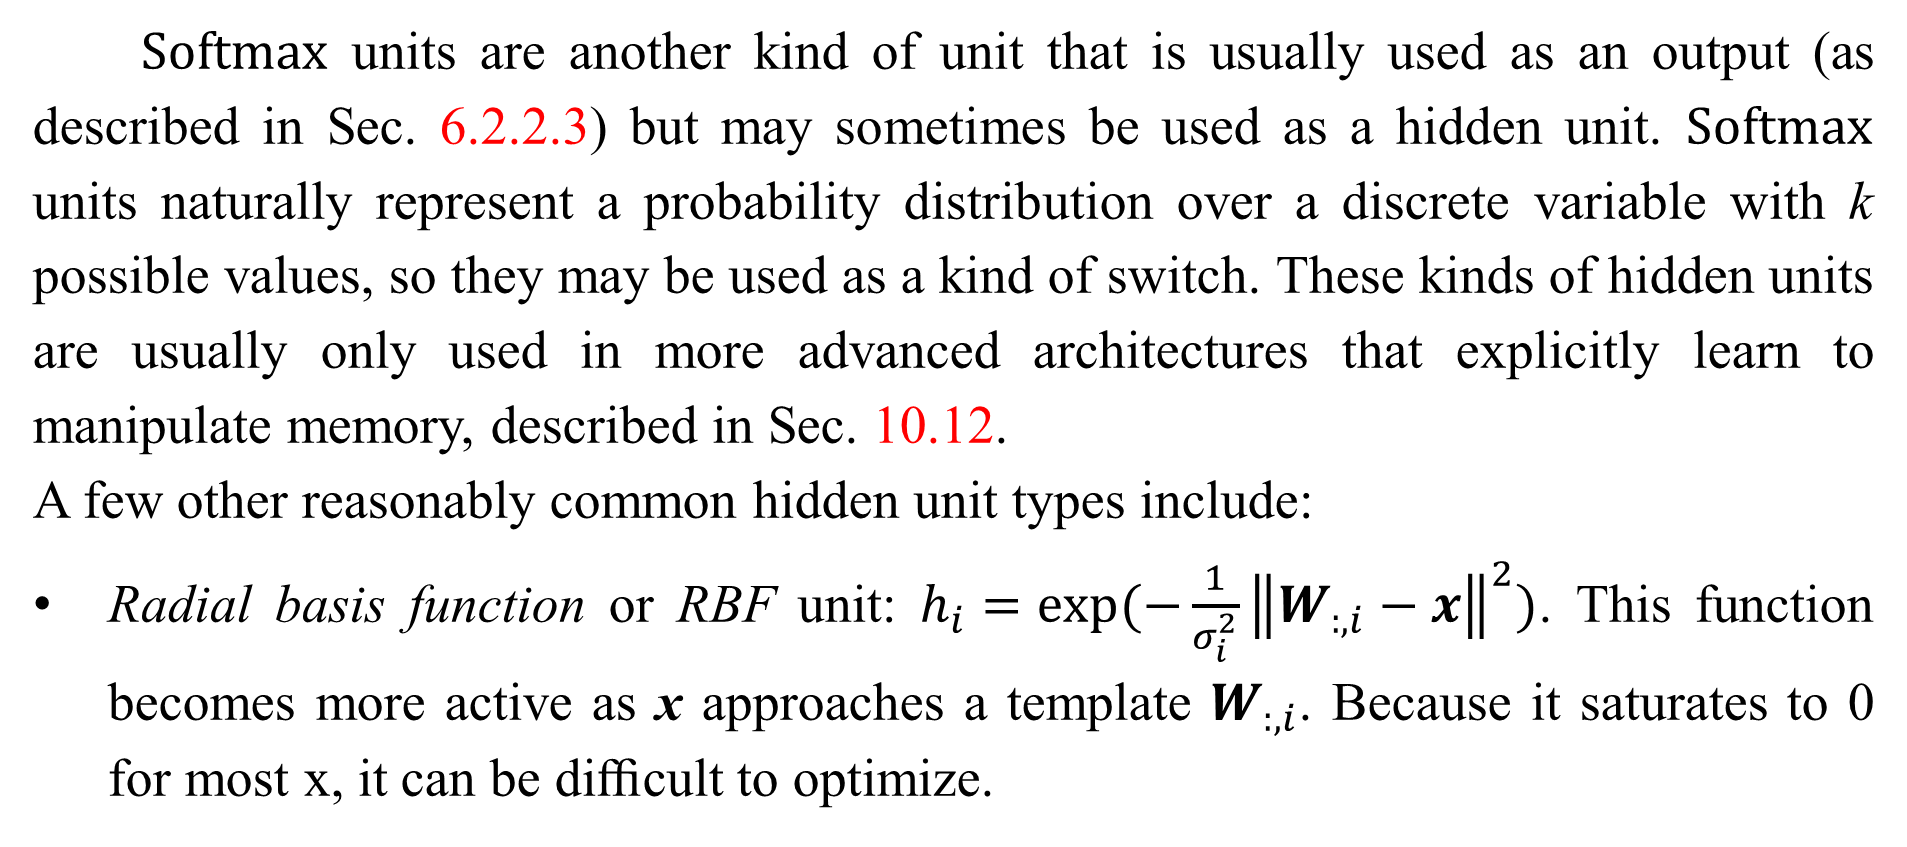 Softmax units are another kind of unit that is usually used as an output (as
described in Sec. 6.2.2.3) but may sometimes be used as a hidden unit. Softmax
units naturally represent a probability distribution over a discrete variable with k
possible values, so they may be used as a kind of switch. These kinds of hidden units
are usually only used in more advanced architectures that explicitly learn to
manipulate memory, described in Sec. 10.12.
A few other reasonably common hidden unit types include:
• Radial basis function or RBF unit: $h_i = \exp(-\frac{1}{\sigma_i^2} \|\boldsymbol{W}_{:,i} - \boldsymbol{x}\|^2)$. This function
becomes more active as $\boldsymbol{x}$ approaches a template $\boldsymbol{W}_{:,i}$. Because it saturates to 0
for most x, it can be difficult to optimize.